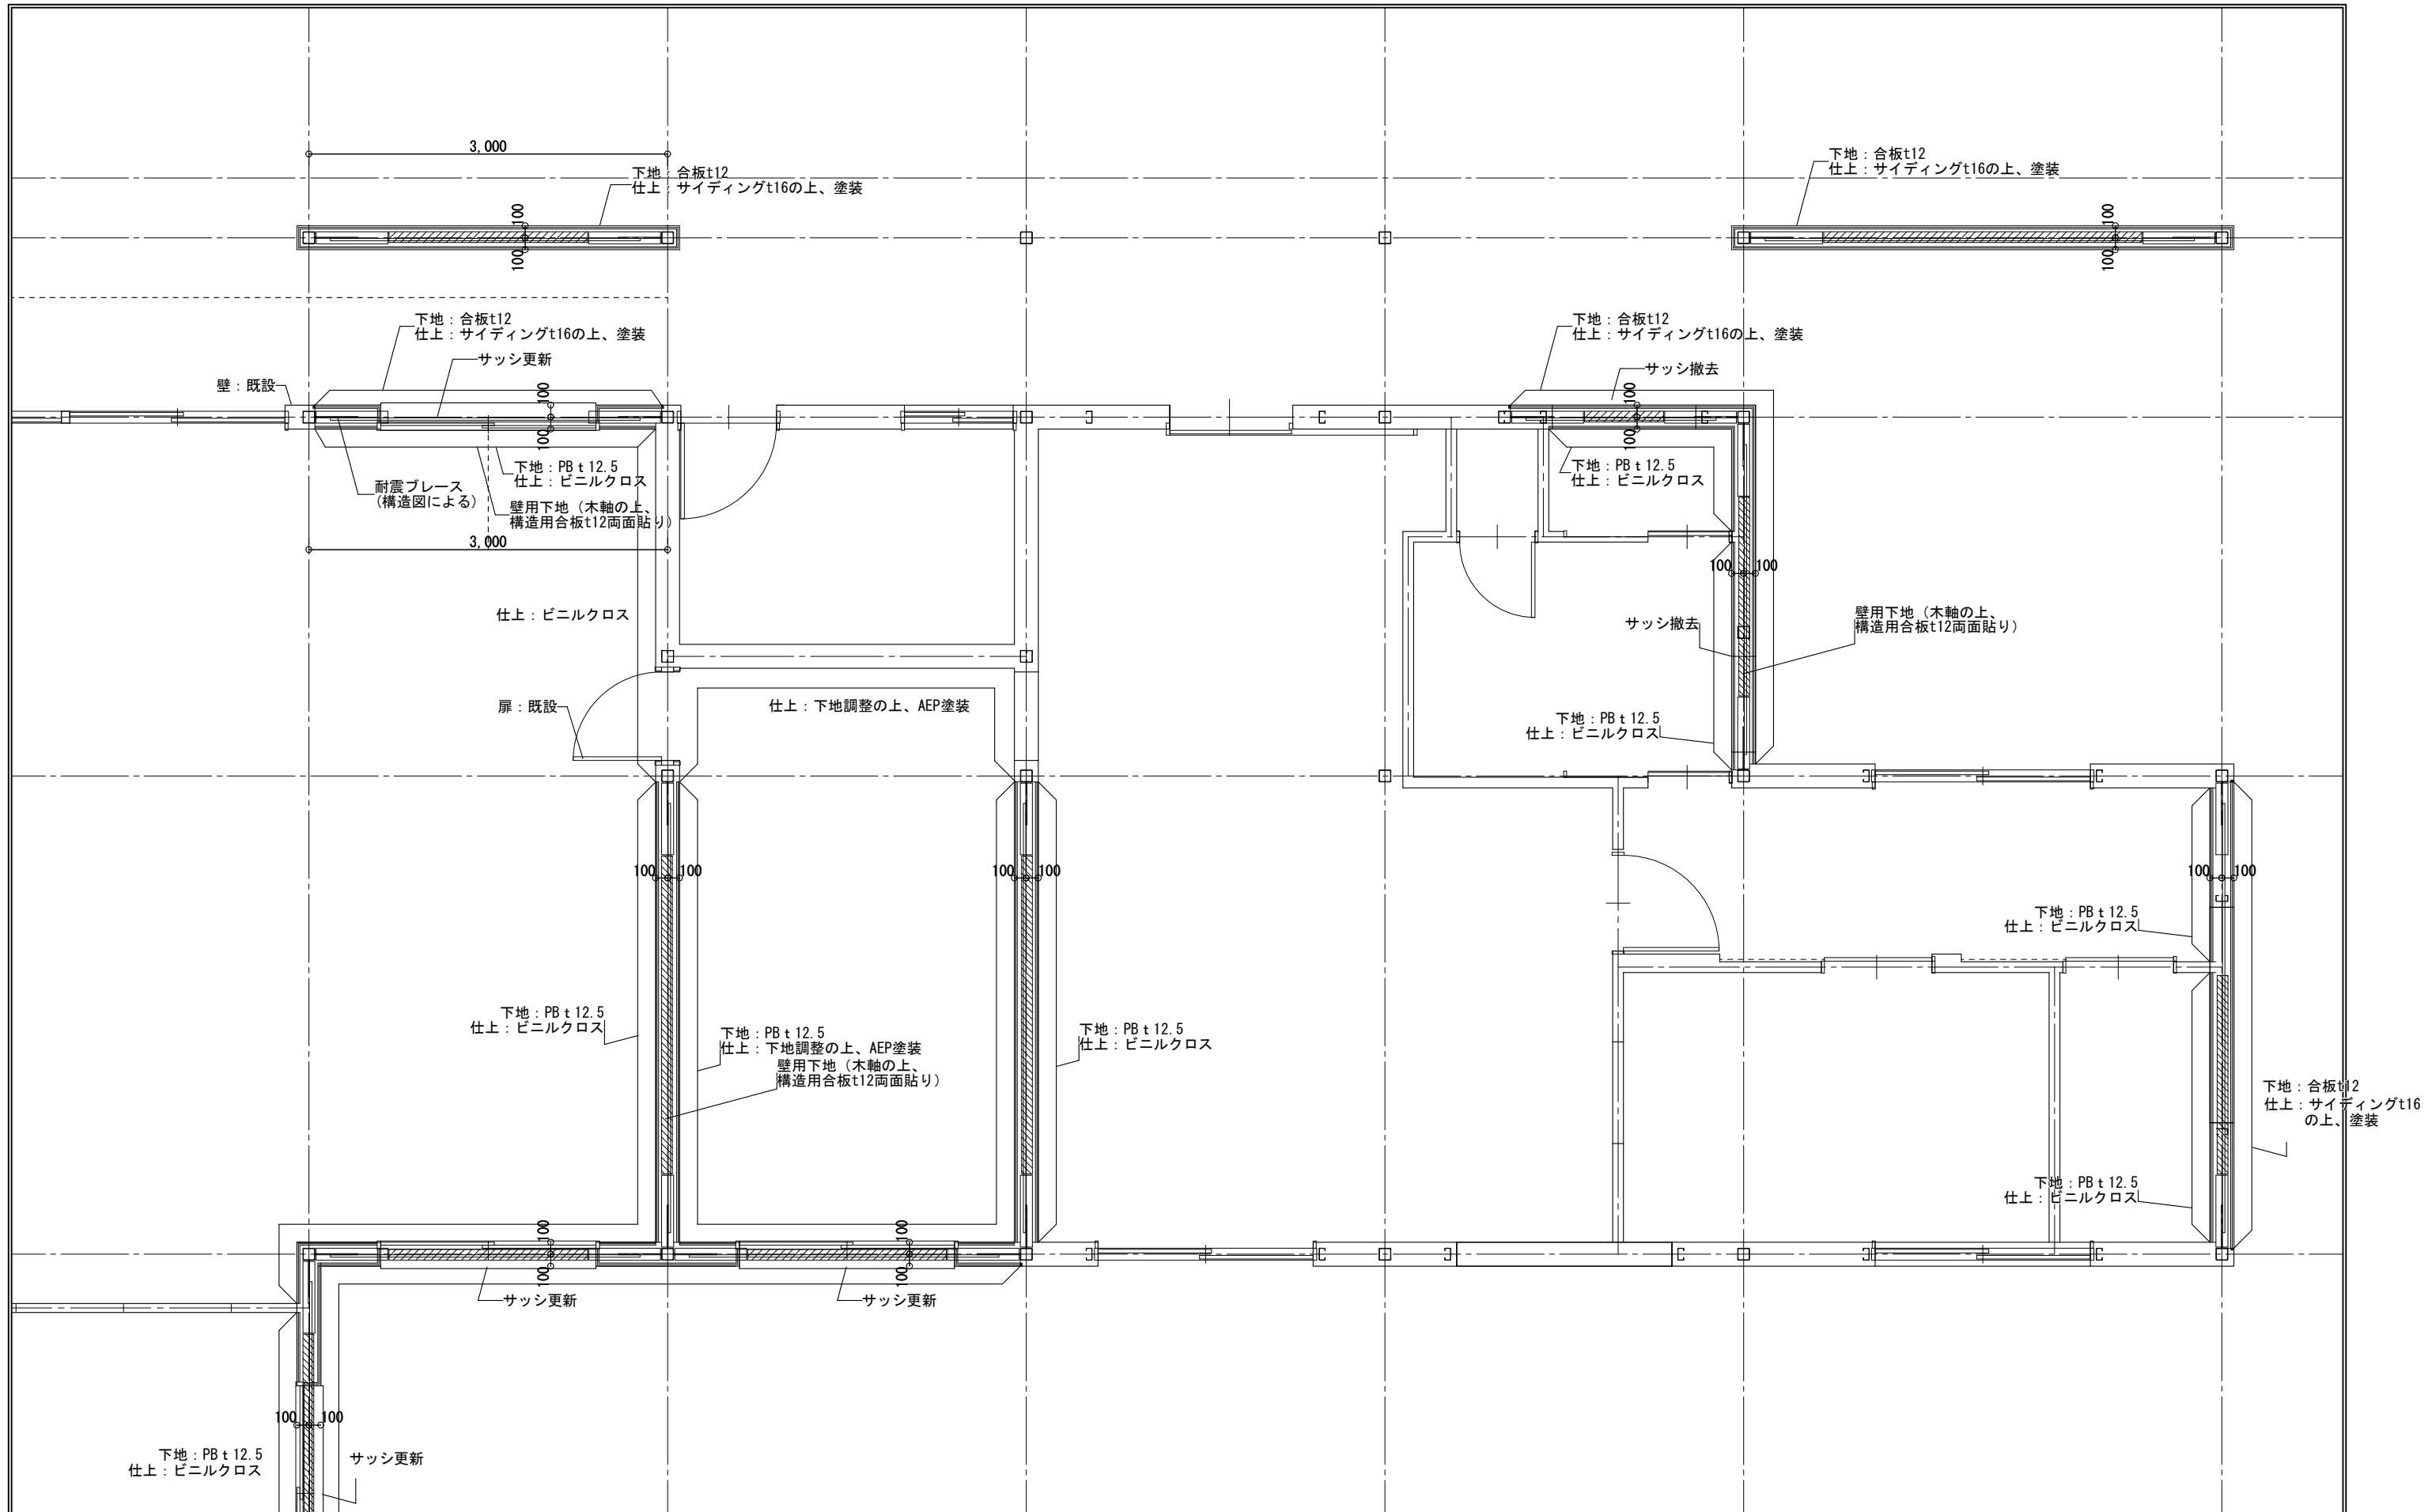 3,000
下地：合板t12
仕上：サイディングt16の上、塗装
下地：合板t12
仕上：サイディングt16の上、塗装
100
100
100
100
下地：合板t12
仕上：サイディングt16の上、塗装
サッシ更新
壁：既設
100
100
下地：合板t12
仕上：サイディングt16の上、塗装
サッシ撤去
100
100
下地：PBｔ12.5
仕上：ビニルクロス
耐震ブレース
(構造図による)
壁用下地（木軸の上、
構造用合板t12両面貼り）
3,000
下地：PBｔ12.5
仕上：ビニルクロス
100
100
仕上：ビニルクロス
サッシ撤去
壁用下地（木軸の上、
構造用合板t12両面貼り）
扉：既設
仕上：下地調整の上、AEP塗装
下地：PBｔ12.5
仕上：ビニルクロス
100
100
100
100
100
100
下地：PBｔ12.5
仕上：ビニルクロス
下地：PBｔ12.5
仕上：ビニルクロス
下地：PBｔ12.5
仕上：下地調整の上、AEP塗装
壁用下地（木軸の上、
構造用合板t12両面貼り）
下地：PBｔ12.5
仕上：ビニルクロス
下地：合板t12
仕上：サイディングt16
の上、塗装
下地：PBｔ12.5
仕上：ビニルクロス
100
100
100
100
サッシ更新
サッシ更新
100
100
下地：PBｔ12.5
仕上：ビニルクロス
サッシ更新